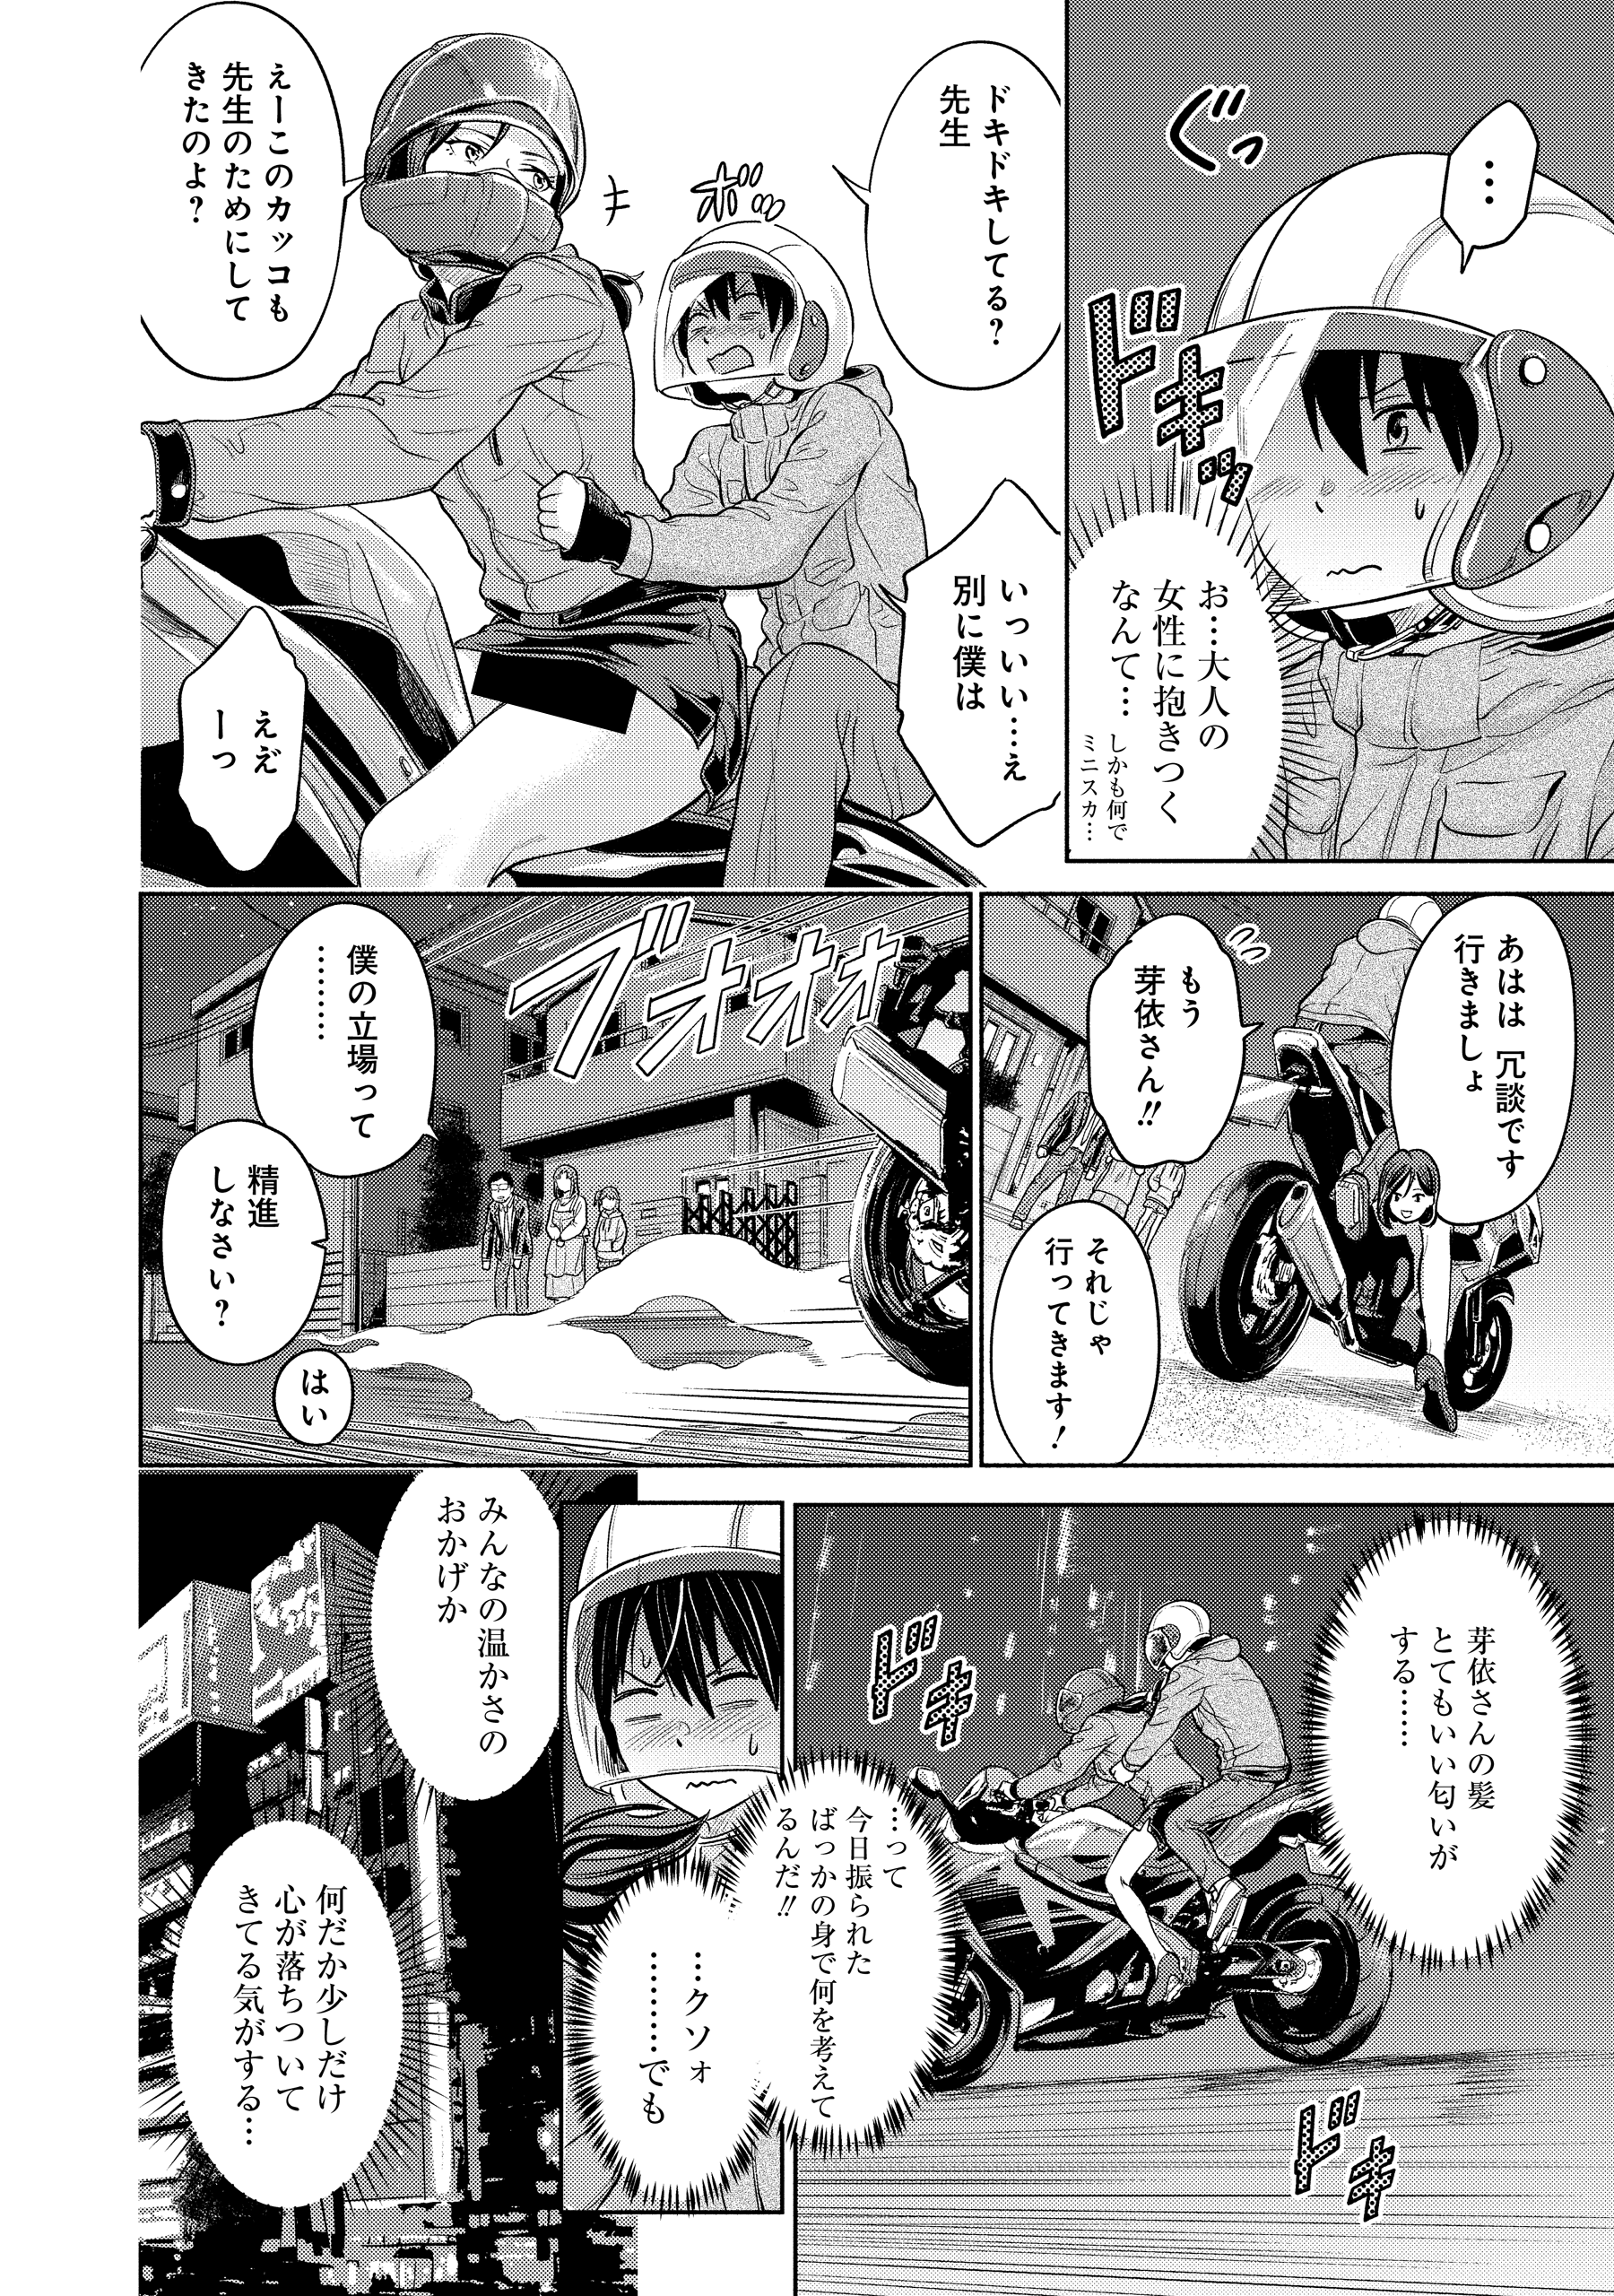 …
ぐっ
ドキッ
お…大人の
女性に抱きつく
なんて…
しかも何で
ミニスカ…
ドキドキしてる？
先生
ボッ
えーこのカッコも
先生のためにして
きたのよ？
いっいい…え
別に僕は
えぞ
ーっ
あはは 冗談です
行きましょ
もう
芽依さん!!
それじゃ
行ってきます！
ブオオオォ
僕の立場って
………
精進
しなさい？
はい
芽依さんの髪
とてもいい匂いが
する……
ドキ
ドキ
…って
今日振られた
ばっかの身で何を考えて
るんだ!!
…クソォ
………でも
みんなの温かさの
おかげか
何だか少しだけ
心が落ちついて
きてる気がする…